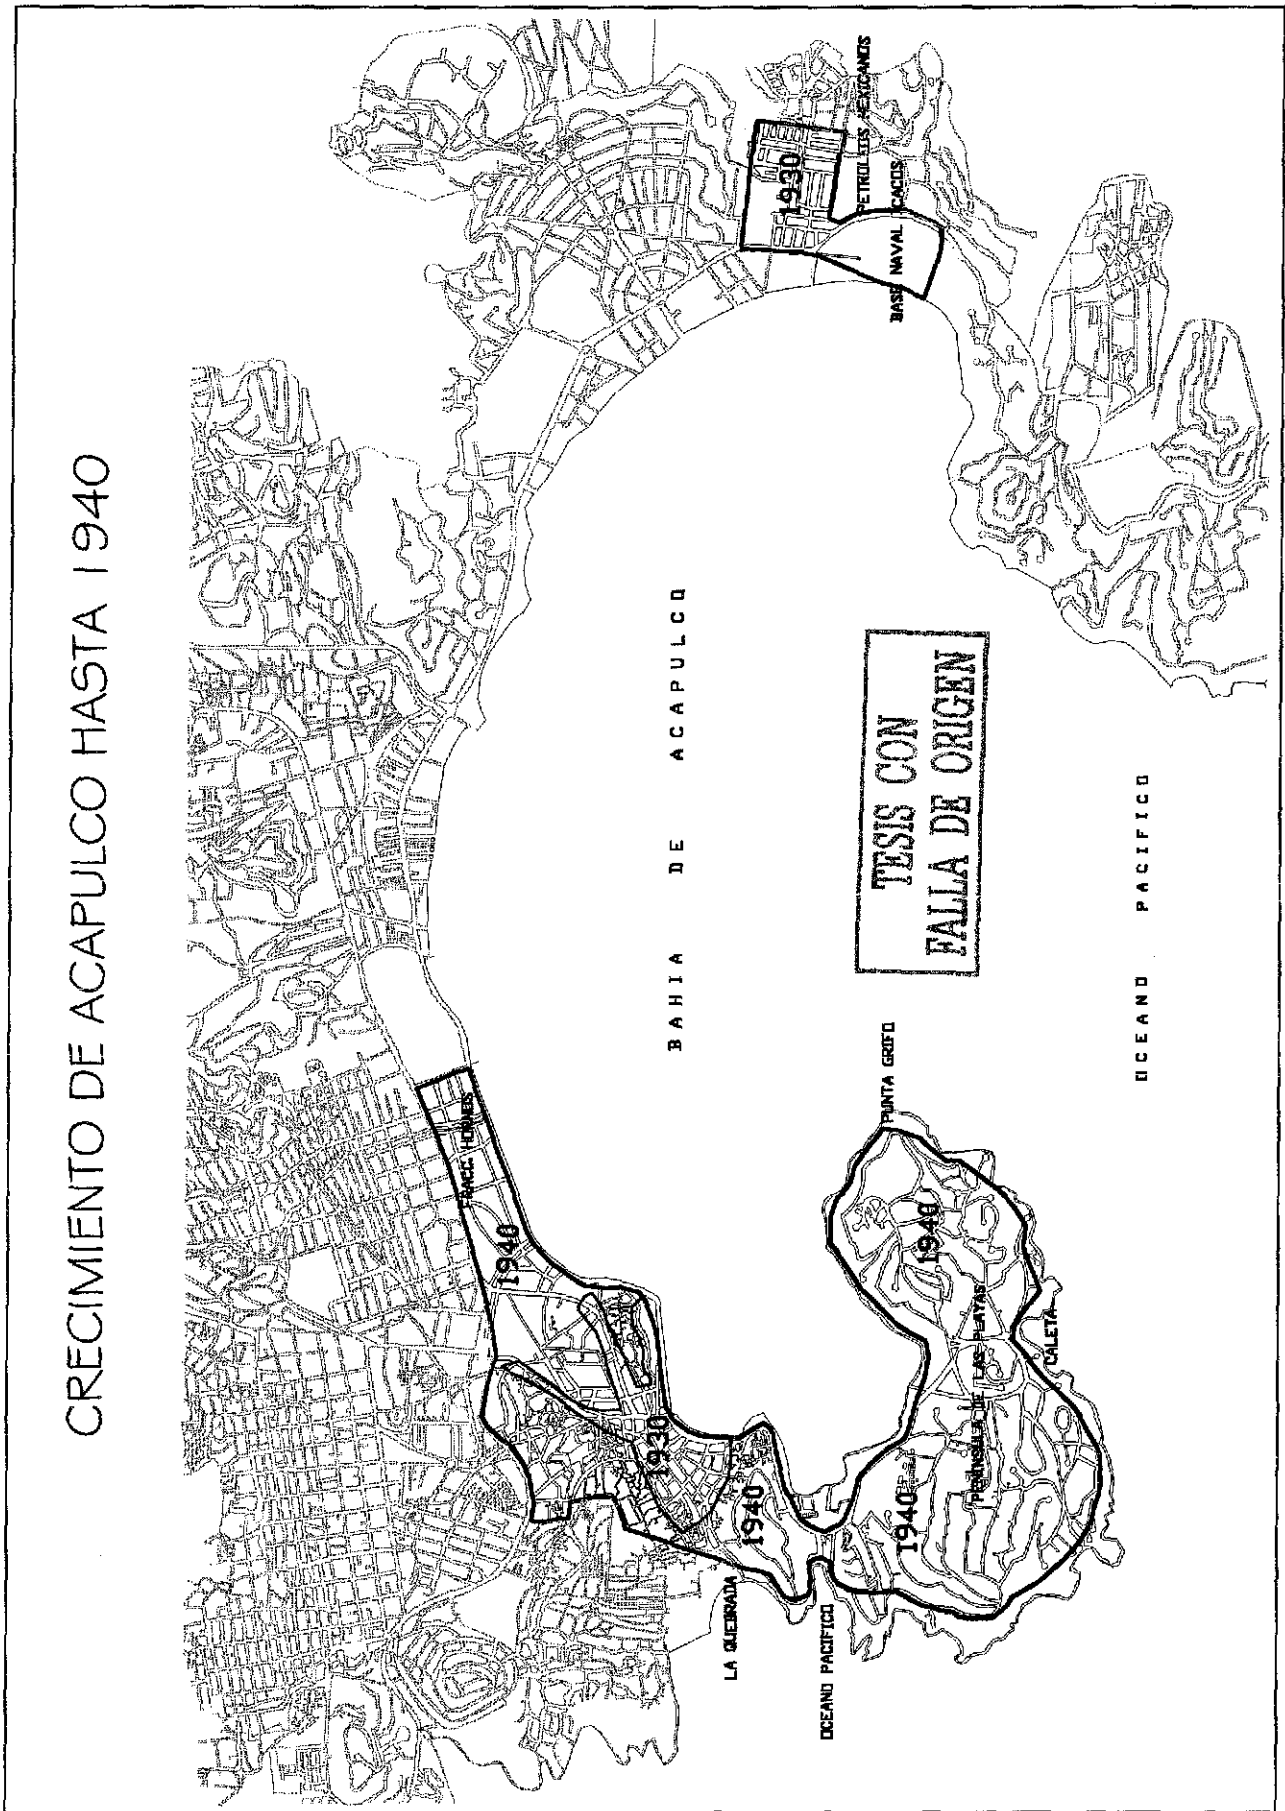 CRECIMIENTO DE ACAPULCO HASTA 1940
FRACC. HORNOS
1940
1930
1940
LA QUEBRADA
OCEANO PACIFICO
1940
PENINSULA DE LAS PLAYAS
1940
CALETA
PUNTA GRIFO
BAHIA DE ACAPULCO
TESIS CON
FALLA DE ORIGEN
OCEANO PACIFICO
1930
PETROLEOS MEXICANOS
BASE NAVAL ICACOS